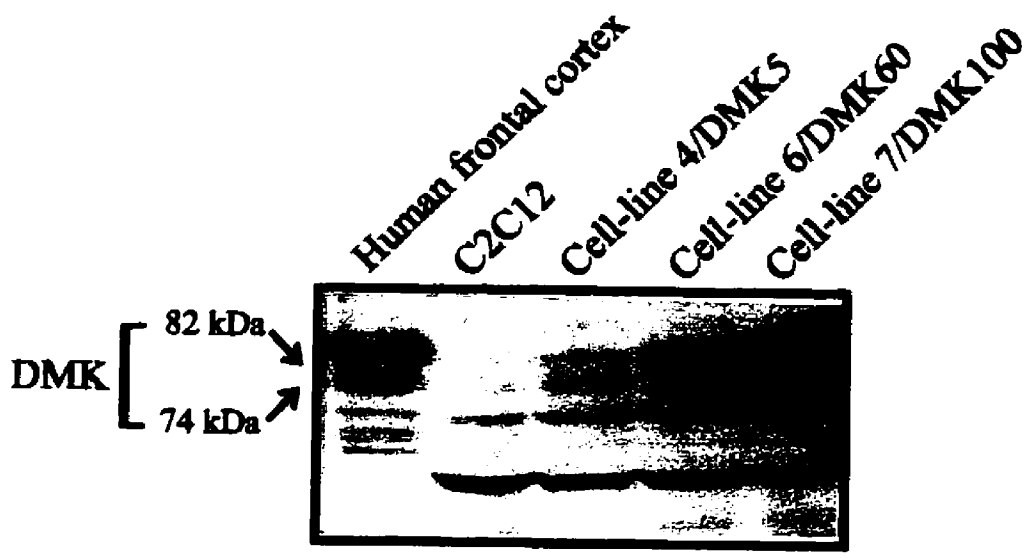 Human frontal cortex
C2C12
Cell-line 4/DMK5
Cell-line 6/DMK60
Cell-line 7/DMK100
82 kDa
DMK
74 kDa